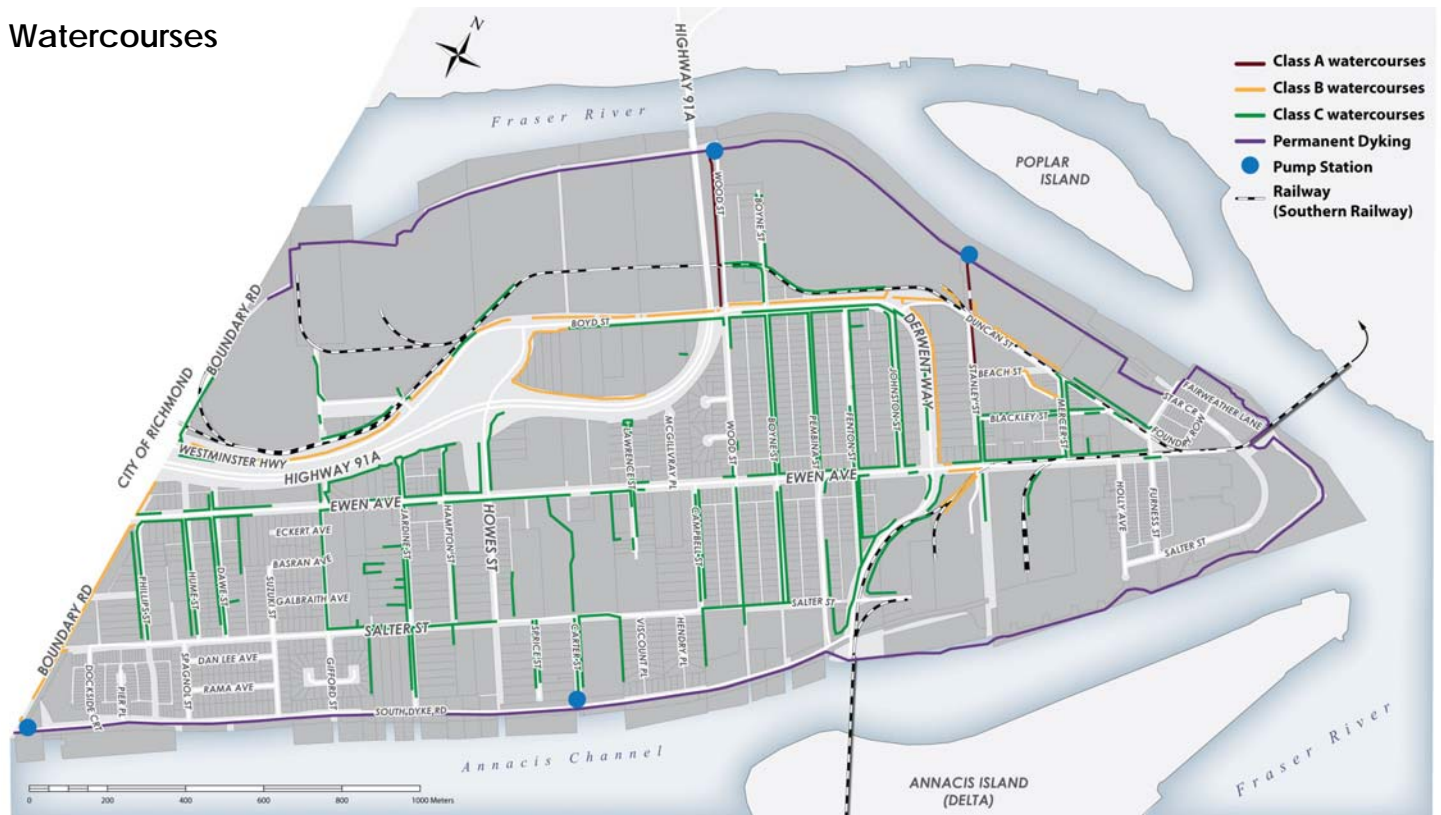 Watercourses
N
HIGHWAY 91A
Class A watercourses
Class B watercourses
Class C watercourses
Permanent Dyking
Pump Station
Railway
(Southern Railway)
Fraser River
POPLAR
ISLAND
WOOD ST
BOYNE ST
BOUNDARY RD
CITY OF RICHMOND
BOYD ST
DERWENT WAY
DUNCAN ST
BEACH ST
STANLEY ST
BLACKLEY ST
MERCER ST
FAIRWEATHER LANE
STAR CR
FOUNDRY ROW
WESTMINSTER HWY
HIGHWAY 91A
LAWRENCE ST
MCGILLVRAY PL
WOOD ST
BOYNE ST
PEMBINA ST
FENTON ST
JOHNSTON ST
EWEN AVE
EWEN AVE
ECKERT AVE
BASRAN AVE
GALBRAITH AVE
SUZUKI ST
JARDINE ST
HAMPTON ST
HOWES ST
CAMPBELL ST
HOLLY AVE
FURNESS ST
SALTER ST
PHILLIPS ST
HUME ST
DAWE ST
BOUNDARY RD
SALTER ST
SALTER ST
DAN LEE AVE
RAMA AVE
DOCKSIDE CRT
PIER PL
SPAGNOL ST
GIFFORD ST
SPRICE ST
CARTER ST
VISCOUNT PL
HENDRY PL
SOUTH DYKE RD
Annacis Channel
ANNACIS ISLAND
(DELTA)
Fraser River
0 200 400 600 800 1000 Meters